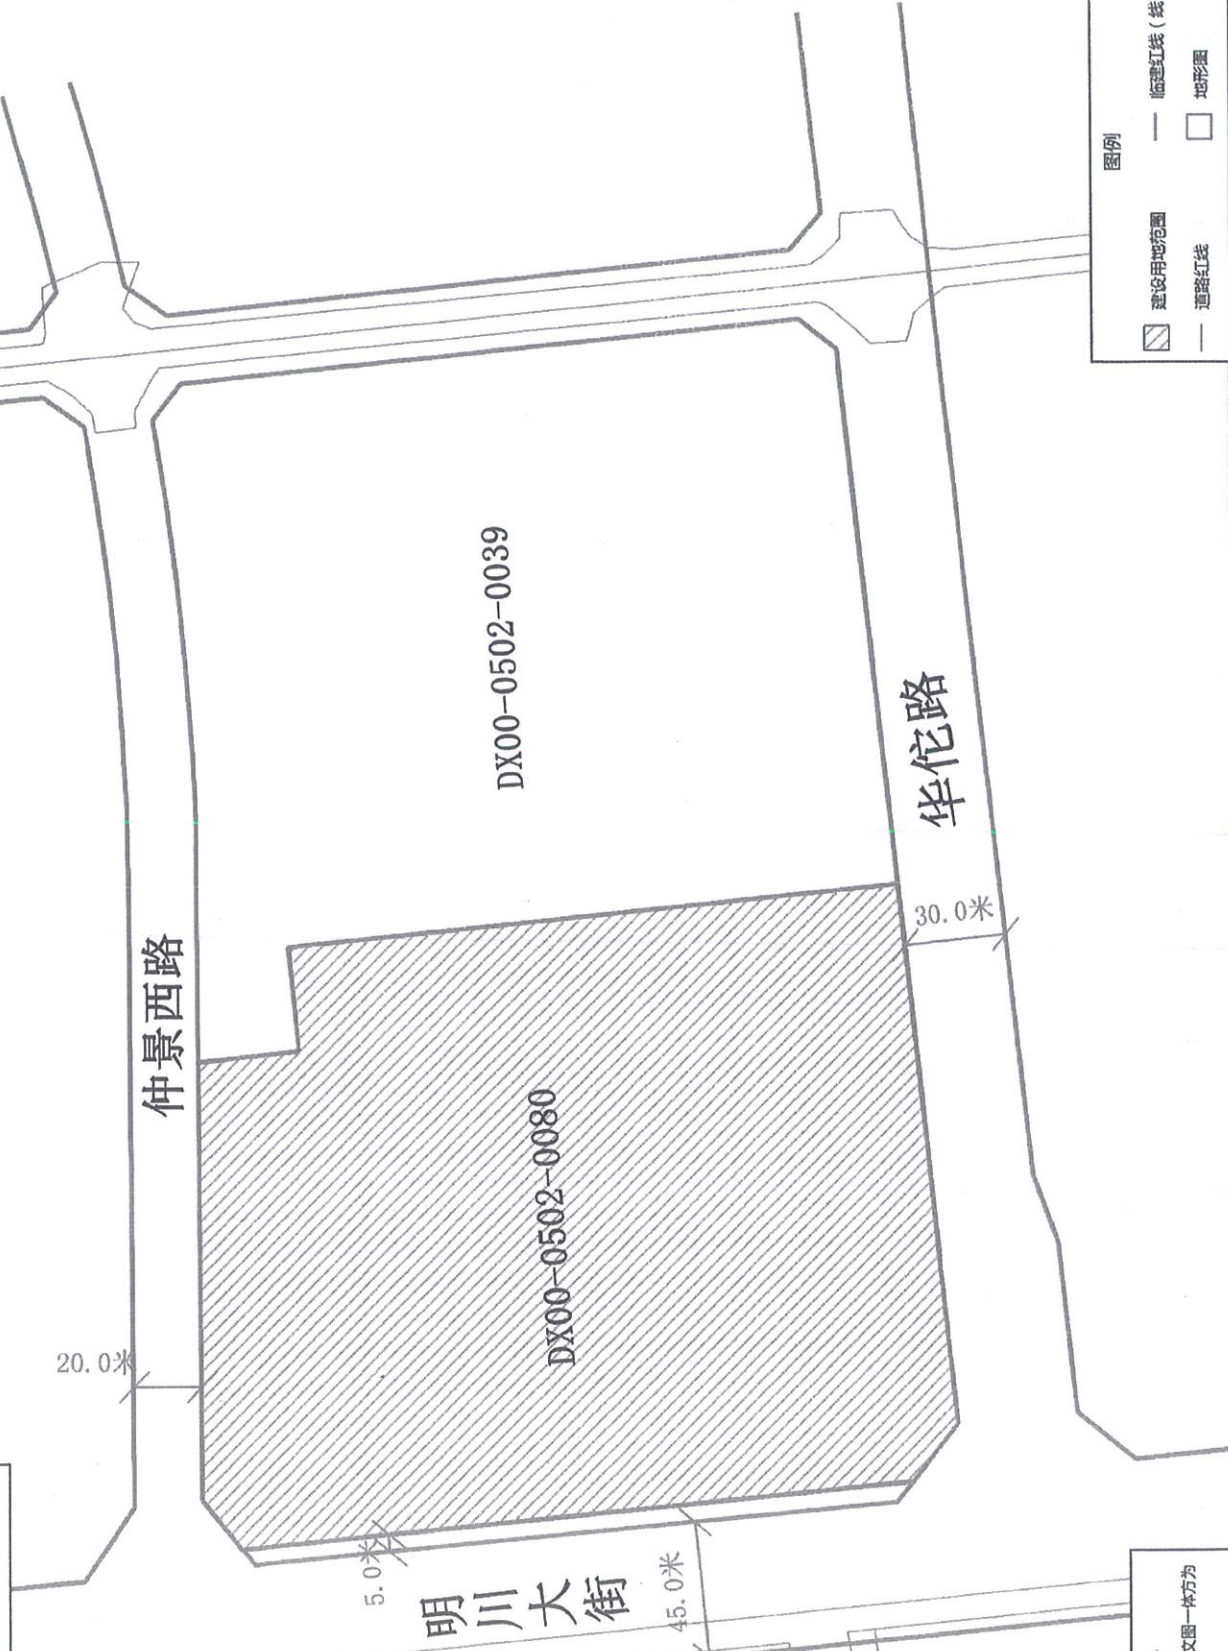 仲景西路
20.0米
DX00-0502-0039
DX00-0502-0080
华佗路
30.0米
5.0米
明川大街
45.0米
图例
建设用地范围
临建红线（线
道路红线
地形图
文图一体方为